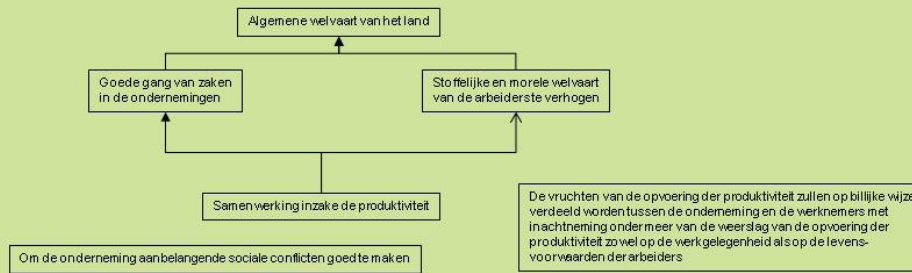 Algemene welvaart van het land
Goede gang van zaken
in de ondernemingen
Stoffelijke en morele welvaart
van de arbeiderste verhogen
Samenwerking inzake de produktiviteit
De vruchten van de opvoering der produktiviteit zullen op billijke wijze
verdeeld worden tussen de onderneming en de werknemers met
inachtneming onder meer van de weerslag van de opvoering der
produktiviteit zowel op de werkgelegenheid als op de levens-
voorwaarden der arbeiders
Om de onderneming aanbelangende sociale conflicten goed te maken